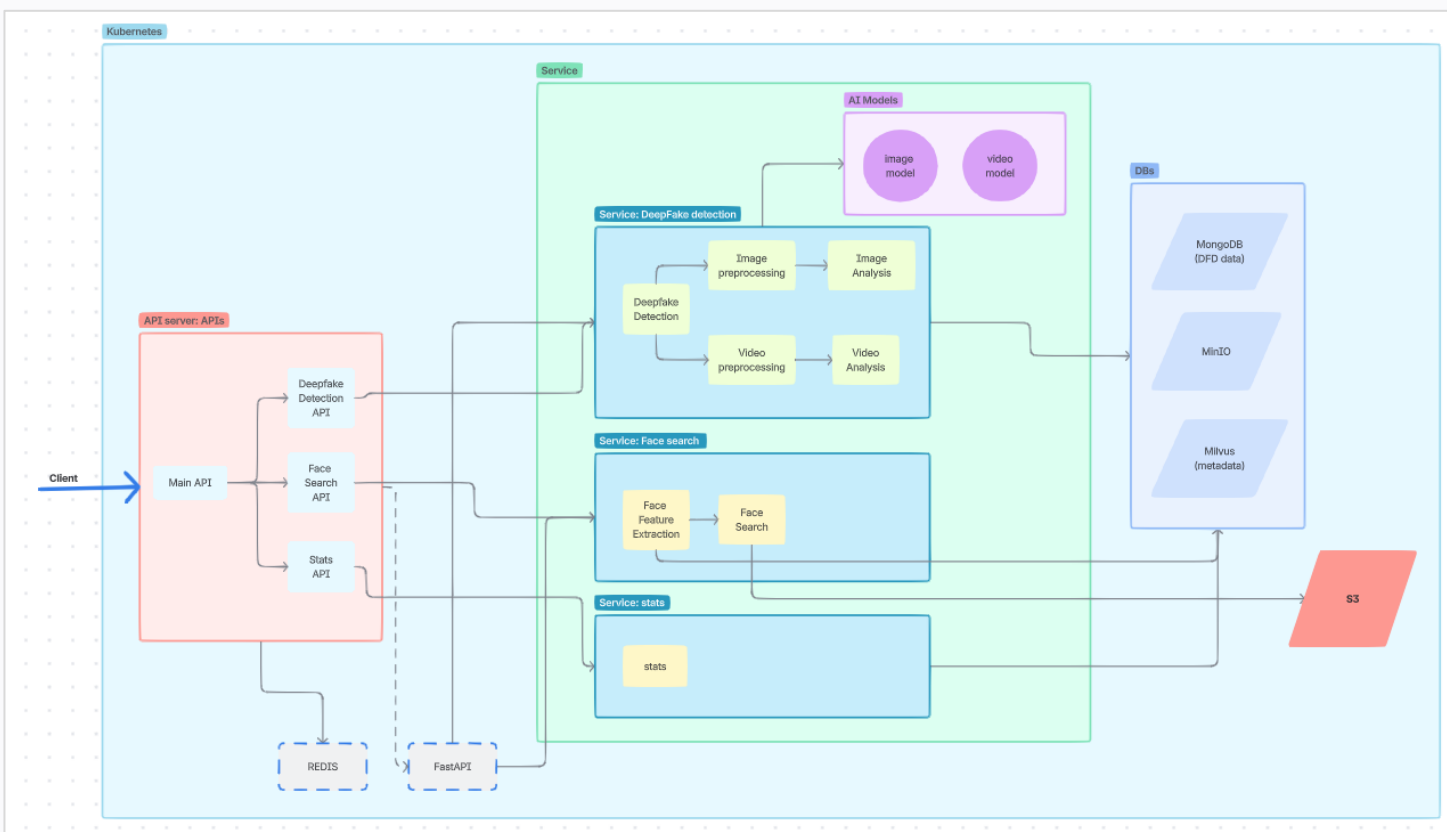 Kubernetes
Service
AI Models
image
model
video
model
DBs
MongoDB
(DFD data)
MinIO
Milvus
(metadata)
Service: DeepFake detection
Image
preprocessing
Image
Analysis
Deepfake
Detection
Video
preprocessing
Video
Analysis
API server: APIs
Deepfake
Detection
API
Client
Main API
Face
Search
API
Stats
API
Service: Face search
Face
Feature
Extraction
Face
Search
S3
Service: stats
stats
REDIS
FastAPI